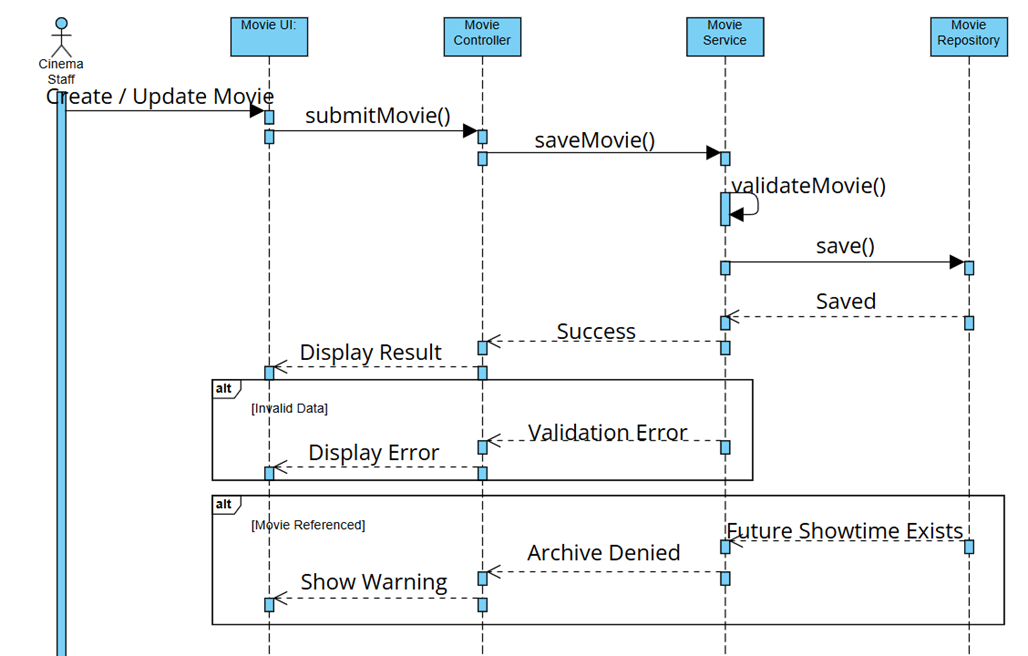 Movie UI:
Movie
Controller
Movie
Service
Movie
Repository
Cinema
Staff
Create / Update Movie
submitMovie()
saveMovie()
validateMovie()
save()
Saved
Success
Display Result
alt
[Invalid Data]
Validation Error
Display Error
alt
[Movie Referenced]
Future Showtime Exists
Archive Denied
Show Warning